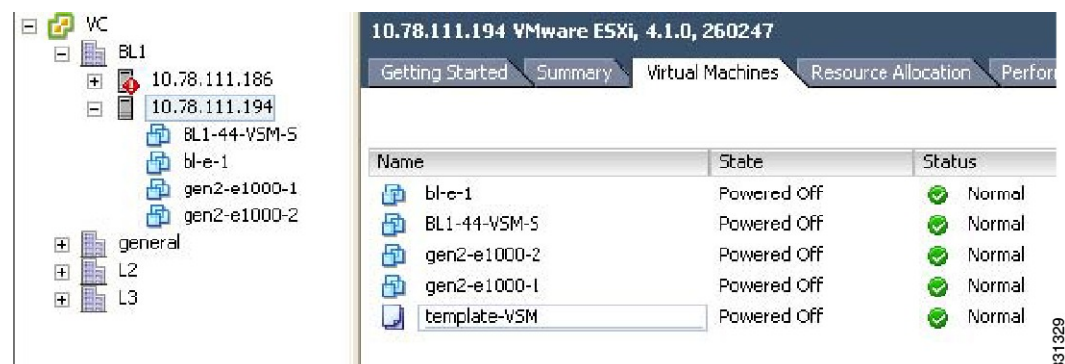 VC
BL1
10.78.111.186
10.78.111.194
BL1-44-VSM-S
bl-e-1
gen2-e1000-1
gen2-e1000-2
general
L2
L3
10.78.111.194 VMware ESXi, 4.1.0, 260247
Getting Started Summary Virtual Machines Resource Allocation Perfor
Name State Status
bl-e-1 Powered Off Normal
BL1-44-VSM-S Powered Off Normal
gen2-e1000-2 Powered Off Normal
gen2-e1000-1 Powered Off Normal
template-VSM Powered Off Normal
331329